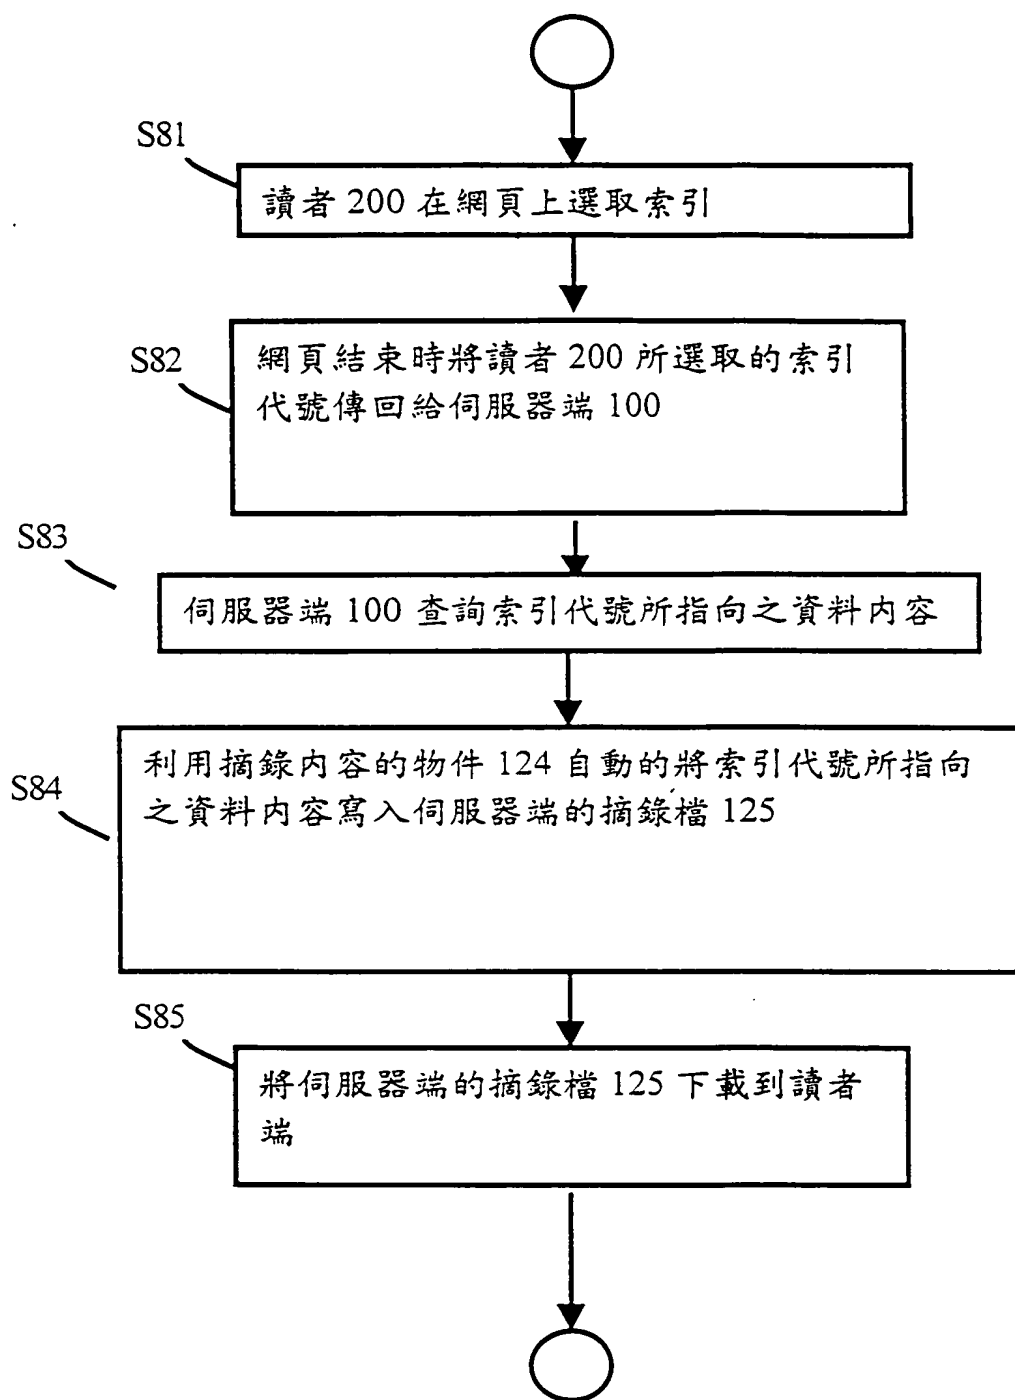 S81
讀者 200 在網頁上選取索引
S82
網頁結束時將讀者 200 所選取的索引
代號傳回給伺服器端 100
S83
伺服器端 100 查詢索引代號所指向之資料内容
S84
利用摘錄内容的物件 124 自動的將索引代號所指向
之資料内容寫入伺服器端的摘錄檔 125
S85
將伺服器端的摘錄檔 125 下載到讀者
端